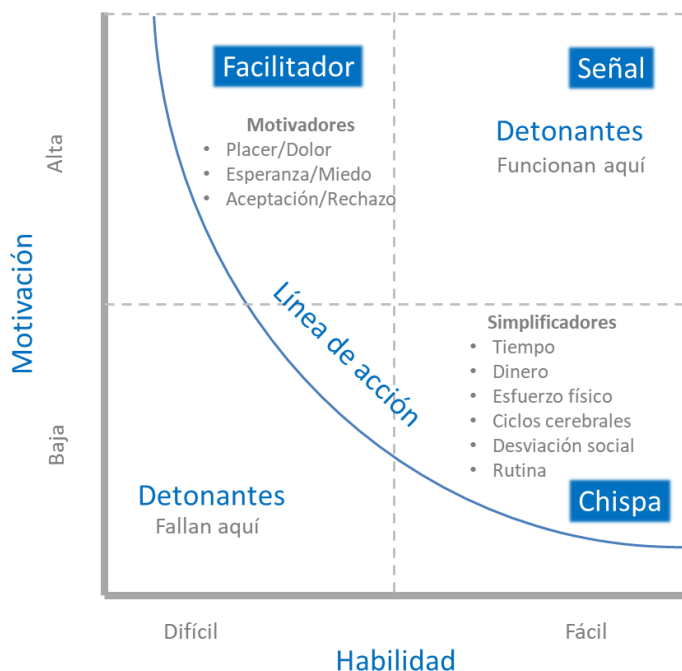 Facilitador
Señal
Motivadores
• Placer/Dolor
• Esperanza/Miedo
• Aceptación/Rechazo
Detonantes
Funcionan aquí
Alta
Motivación
Baja
Línea de acción
Simplificadores
• Tiempo
• Dinero
• Esfuerzo físico
• Ciclos cerebrales
• Desviación social
• Rutina
Chispa
Detonantes
Fallan aquí
Difícil
Fácil
Habilidad